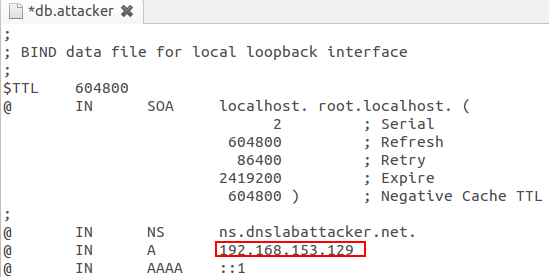 *db.attacker
;
; BIND data file for local loopback interface
;
$TTL 604800
@ IN SOA localhost. root.localhost. (
2 ; Serial
604800 ; Refresh
86400 ; Retry
2419200 ; Expire
604800 ) ; Negative Cache TTL
;
@ IN NS ns.dnslabattacker.net.
@ IN A 192.168.153.129
@ IN AAAA ::1